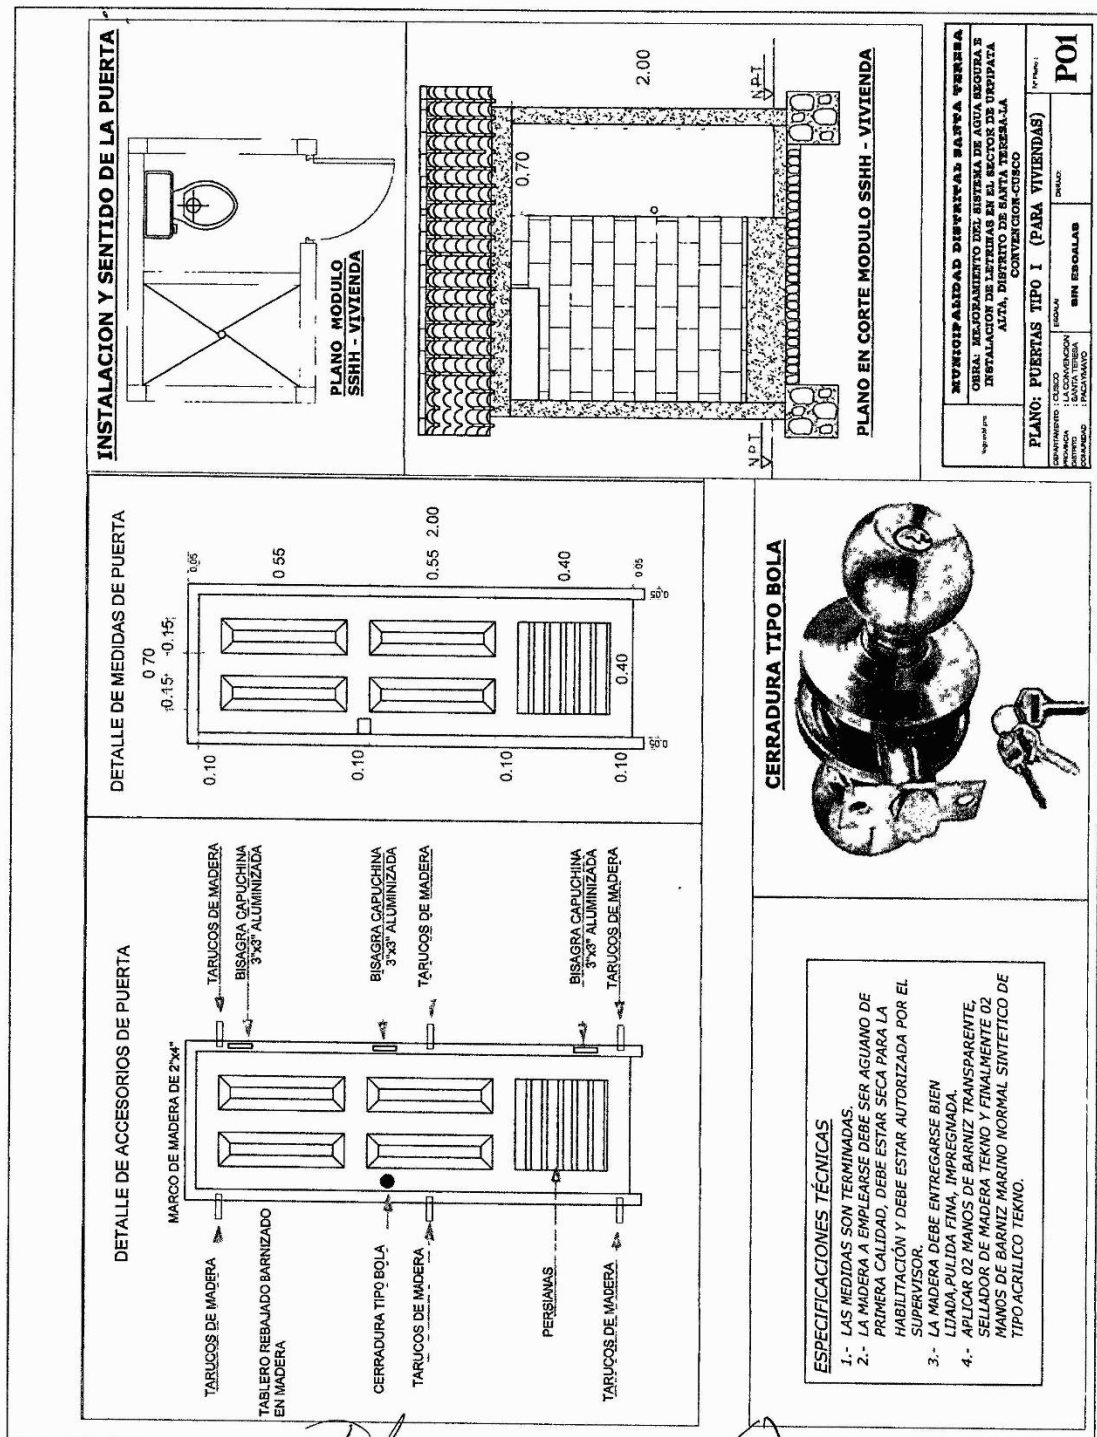 DETALLE DE ACCESORIOS DE PUERTA
MARCO DE MADERA DE 2"x4"
TARUCOS DE MADERA
TABLERO REBAJADO BARNIZADO
EN MADERA
CERRADURA TIPO BOLA
TARUCOS DE MADERA
PERSIANAS
TARUCOS DE MADERA
TARUCOS DE MADERA
BISAGRA CAPUCHINA
3"x3" ALUMINIZADA
BISAGRA CAPUCHINA
3"x3" ALUMINIZADA
TARUCOS DE MADERA
BISAGRA CAPUCHINA
3"x3" ALUMINIZADA
TARUCOS DE MADERA
DETALLE DE MEDIDAS DE PUERTA
0 70
0.15 0.15
0.10
0.10
0.10
0.10
0.05
0 55
0.55 2.00
0.40
0.40
0 05
0.05
0.05
INSTALACION Y SENTIDO DE LA PUERTA
PLANO MODULO
SSHH - VIVIENDA
0.70
2.00
N.P.T
N.P.T
PLANO EN CORTE MODULO SSHH - VIVIENDA
ESPECIFICACIONES TÉCNICAS
1.- LAS MEDIDAS SON TERMINADAS.
2.- LA MADERA A EMPLEARSE DEBE SER AGUANO DE
PRIMERA CALIDAD, DEBE ESTAR SECA PARA LA
HABILITACIÓN Y DEBE ESTAR AUTORIZADA POR EL
SUPERVISOR.
3.- LA MADERA DEBE ENTREGARSE BIEN
LIJADA,PULIDA FINA, IMPREGNADA.
4.- APLICAR 02 MANOS DE BARNIZ TRANSPARENTE,
SELLADOR DE MADERA TEKNO Y FINALMENTE 02
MANOS DE BARNIZ MARINO NORMAL SINTETICO DE
TIPO ACRILICO TEKNO.
CERRADURA TIPO BOLA
MUNICIPALIDAD DISTRITAL SANTA TERESA
OBRA: MEJORAMIENTO DEL SISTEMA DE AGUA SEGURA E
INSTALACION DE LETRINAS EN EL SECTOR DE URPIPATA
ALTA, DISTRITO DE SANTA TERESA-LA
CONVENCION-CUSCO
PLANO: PUERTAS TIPO I (PARA VIVIENDAS)
P01
DEPARTAMENTO : CUSCO
PROVINCIA : LA CONVENCION
DISTRITO : SANTA TERESA
COMUNIDAD : PACAYMAYO
ESCALA:
SIN ESCALAS
DIBUJO: